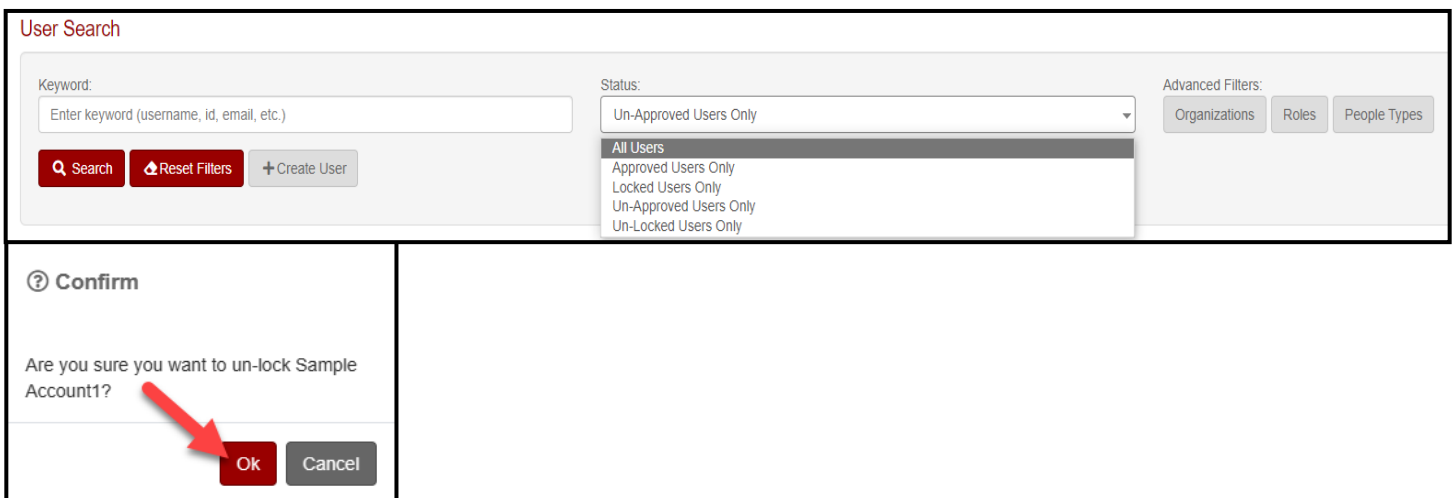 User Search
Keyword:
Status:
Advanced Filters:
Enter keyword (username, id, email, etc.)
Un-Approved Users Only
Organizations
Roles
People Types
Search
Reset Filters
+Create User
All Users
Approved Users Only
Locked Users Only
Un-Approved Users Only
Un-Locked Users Only
Confirm
Are you sure you want to un-lock Sample
Account1?
Ok
Cancel